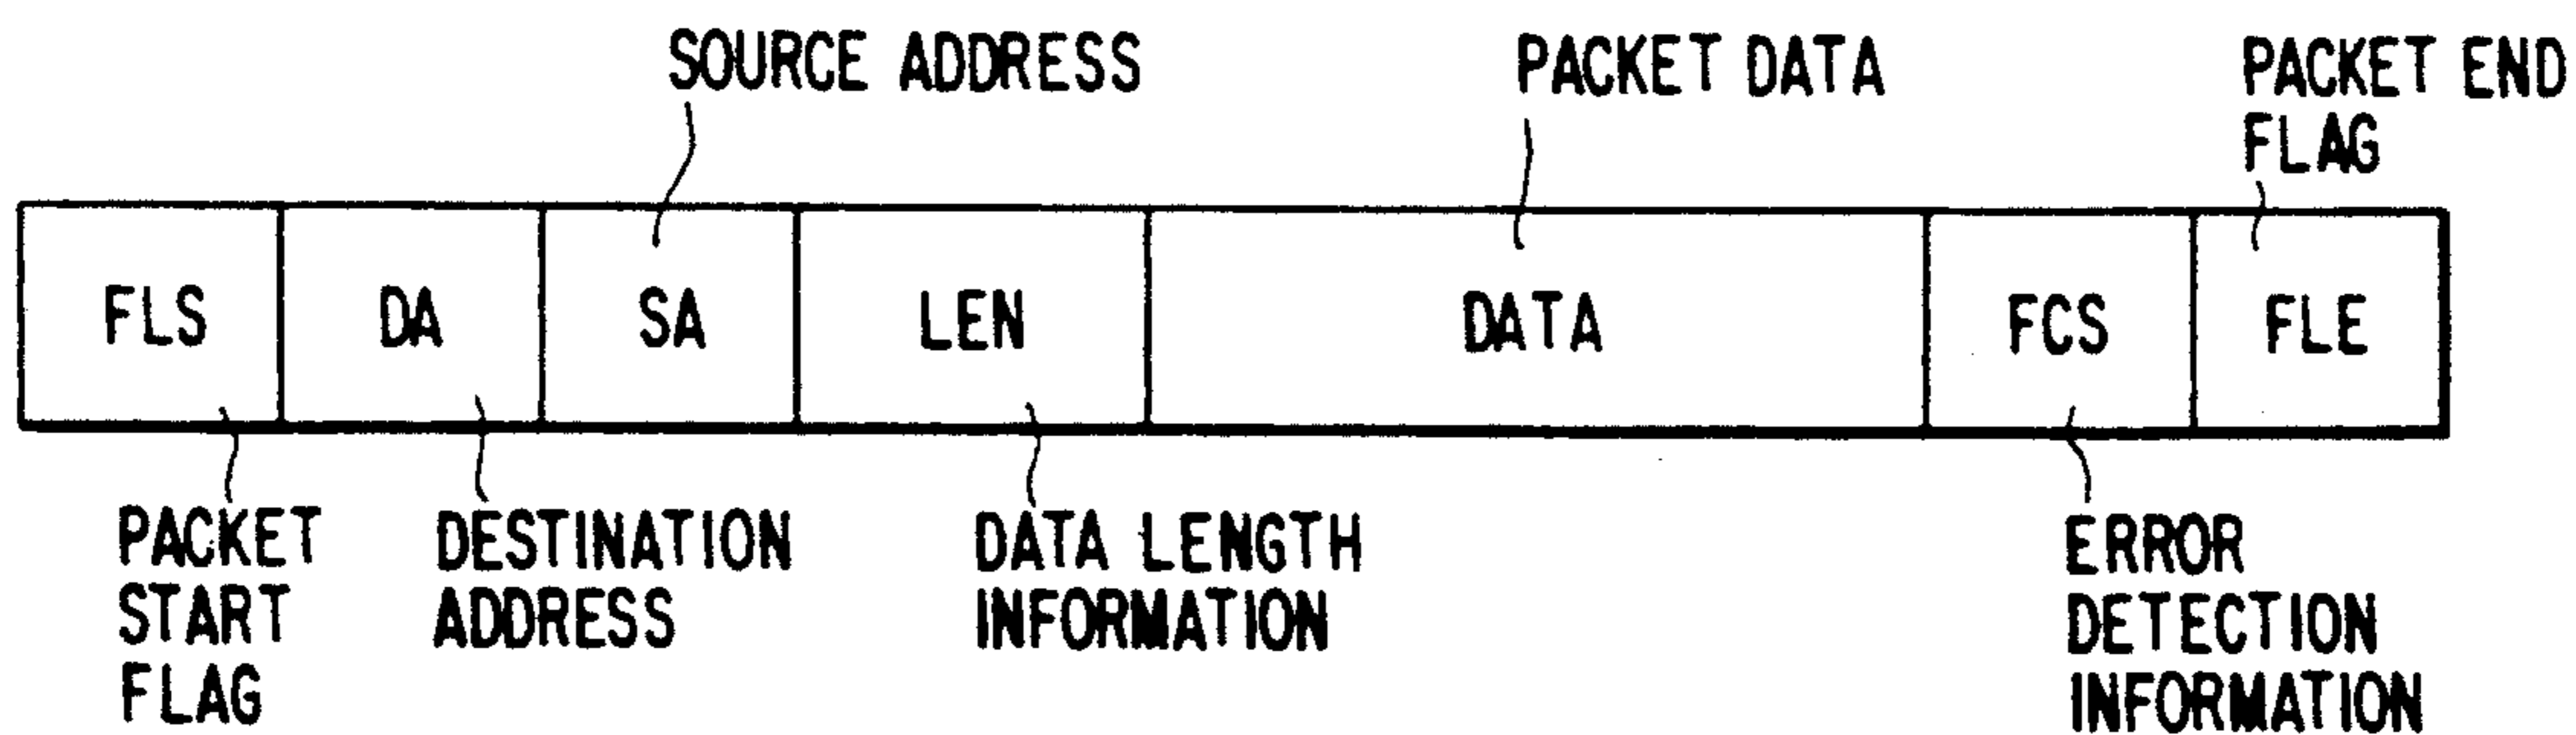 SOURCE ADDRESS
PACKET DATA
PACKET END
FLAG
FLS
DA
SA
LEN
DATA
FCS
FLE
PACKET
START
FLAG
DESTINATION
ADDRESS
DATA LENGTH
INFORMATION
ERROR
DETECTION
INFORMATION